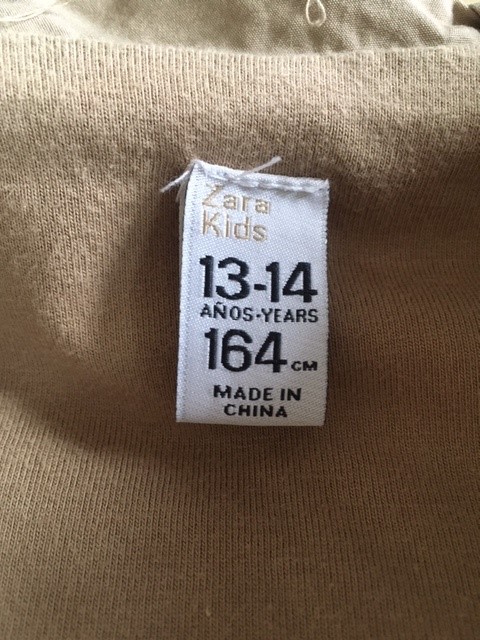 Zara
Kids
13-14
AÑOS-YEARS
164 CM
MADE IN
CHINA